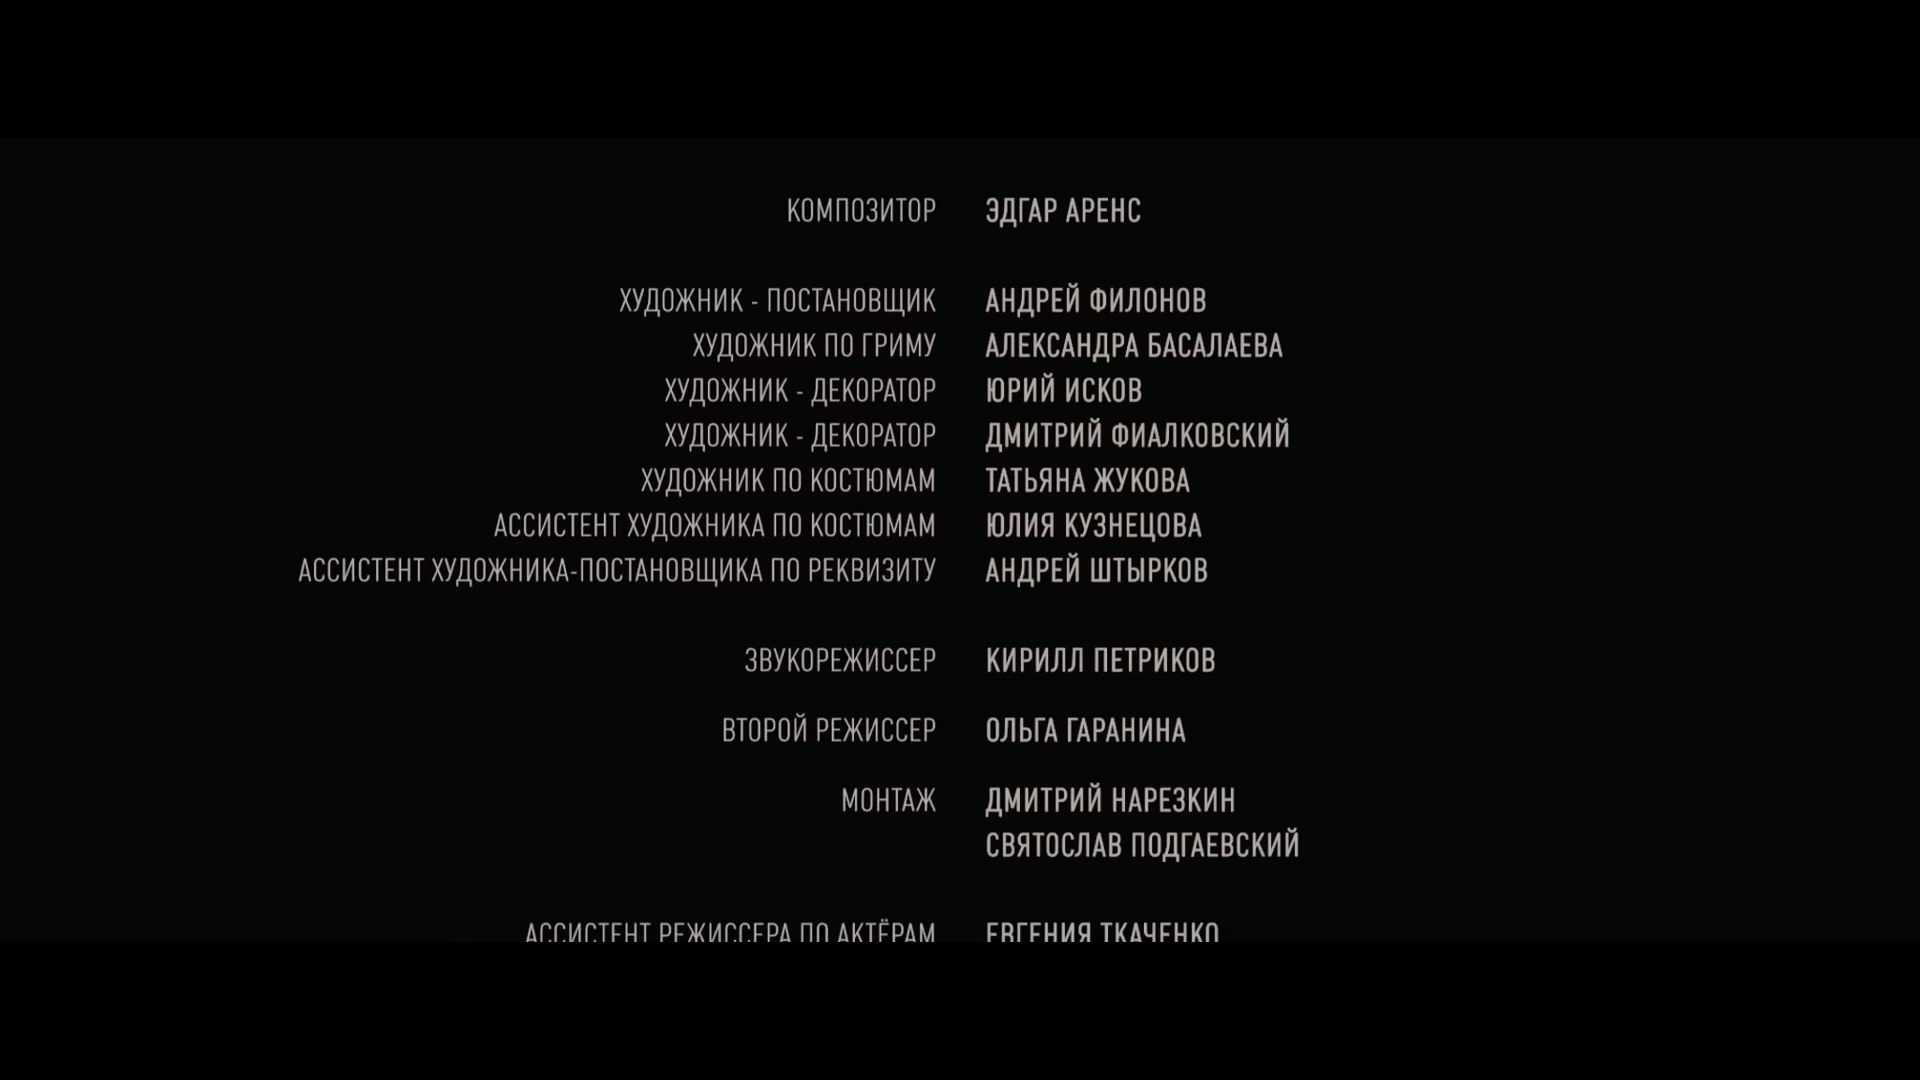 КОМПОЗИТОР ЭДГАР АРЕНС
ХУДОЖНИК - ПОСТАНОВЩИК АНДРЕЙ ФИЛОНОВ
ХУДОЖНИК ПО ГРИМУ АЛЕКСАНДРА БАСАЛАЕВА
ХУДОЖНИК - ДЕКОРАТОР ЮРИЙ ИСКОВ
ХУДОЖНИК - ДЕКОРАТОР ДМИТРИЙ ФИАЛКОВСКИЙ
ХУДОЖНИК ПО КОСТЮМАМ ТАТЬЯНА ЖУКОВА
АССИСТЕНТ ХУДОЖНИКА ПО КОСТЮМАМ ЮЛИЯ КУЗНЕЦОВА
АССИСТЕНТ ХУДОЖНИКА-ПОСТАНОВЩИКА ПО РЕКВИЗИТУ АНДРЕЙ ШТЫРКОВ
ЗВУКОРЕЖИССЕР КИРИЛЛ ПЕТРИКОВ
ВТОРОЙ РЕЖИССЕР ОЛЬГА ГАРАНИНА
МОНТАЖ ДМИТРИЙ НАРЕЗКИН
СВЯТОСЛАВ ПОДГАЕВСКИЙ
АССИСТЕНТ РЕЖИССЕРА ПО АКТЁРАМ ЕВГЕНИЯ ТКАЧЕНКО